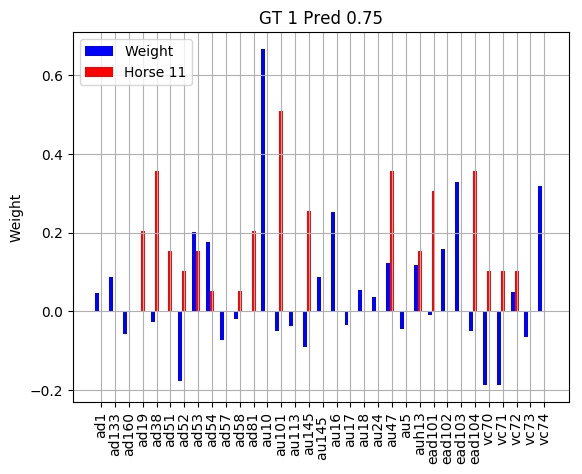 GT 1 Pred 0.75
Weight
Horse 11
Weight
0.6
0.4
0.2
0.0
−0.2
ad1
ad133
ad160
ad19
ad38
ad51
ad52
ad53
ad54
ad57
ad58
ad81
au10
au101
au113
au145
au145
au16
au17
au18
au24
au47
au5
auh13
ead101
ead102
ead103
ead104
vc70
vc71
vc72
vc73
vc74